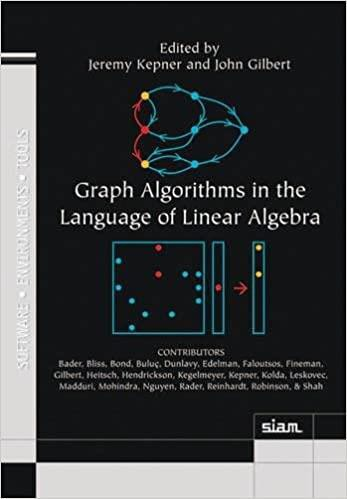 Edited by
Jeremy Kepner and John Gilbert
Graph Algorithms in the
Language of Linear Algebra
CONTRIBUTORS
Bader, Bliss, Bond, Buluç, Dunlavy, Edelman, Faloutsos, Fineman,
Gilbert, Heitsch, Hendrickson, Kegelmeyer, Kepner, Kolda, Leskovec,
Madduri, Mohindra, Nguyen, Rader, Reinhardt, Robinson, & Shah
SOFTWARE • ENVIRONMENTS • TOOLS
siam